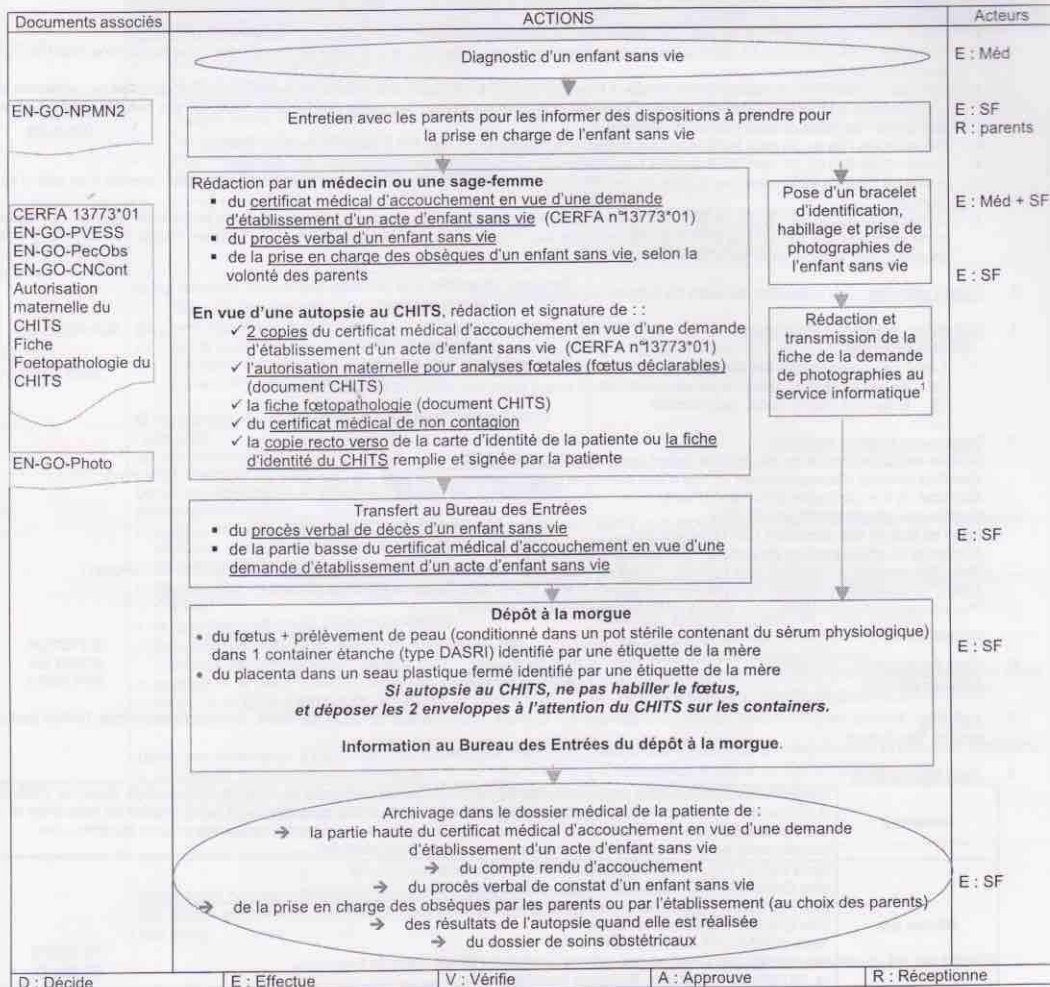 Documents associés
ACTIONS
Acteurs
Diagnostic d'un enfant sans vie
E : Méd
EN-GO-NPMN2
Entretien avec les parents pour les informer des dispositions à prendre pour
la prise en charge de l'enfant sans vie
E : SF
R : parents
CERFA 13773*01
EN-GO-PVESS
EN-GO-PecObs
EN-GO-CNCont
Autorisation
maternelle du
CHITS
Fiche
Foetopathologie du
CHITS
Rédaction par un médecin ou une sage-femme
▪ du certificat médical d'accouchement en vue d'une demande
d'établissement d'un acte d'enfant sans vie (CERFA n°13773*01)
▪ du procès verbal d'un enfant sans vie
▪ de la prise en charge des obsèques d'un enfant sans vie, selon la
volonté des parents
En vue d'une autopsie au CHITS, rédaction et signature de : :
✓ 2 copies du certificat médical d'accouchement en vue d'une demande
d'établissement d'un acte d'enfant sans vie (CERFA n°13773*01)
✓ l'autorisation maternelle pour analyses fœtales (fœtus déclarables)
(document CHITS)
✓ la fiche fœtopathologie (document CHITS)
✓ du certificat médical de non contagion
✓ la copie recto verso de la carte d'identité de la patiente ou la fiche
d'identité du CHITS remplie et signée par la patiente
Pose d'un bracelet
d'identification,
habillage et prise de
photographies de
l'enfant sans vie
E : Méd + SF
E : SF
Rédaction et
transmission de la
fiche de la demande
de photographies au
service informatique1
EN-GO-Photo
Transfert au Bureau des Entrées
▪ du procès verbal de décès d'un enfant sans vie
▪ de la partie basse du certificat médical d'accouchement en vue d'une
demande d'établissement d'un acte d'enfant sans vie
E : SF
Dépôt à la morgue
• du fœtus + prélèvement de peau (conditionné dans un pot stérile contenant du sérum physiologique)
dans 1 container étanche (type DASRI) identifié par une étiquette de la mère
• du placenta dans un seau plastique fermé identifié par une étiquette de la mère
Si autopsie au CHITS, ne pas habiller le fœtus,
et déposer les 2 enveloppes à l'attention du CHITS sur les containers.
Information au Bureau des Entrées du dépôt à la morgue.
E : SF
Archivage dans le dossier médical de la patiente de :
→ la partie haute du certificat médical d'accouchement en vue d'une demande
d'établissement d'un acte d'enfant sans vie
→ du compte rendu d'accouchement
→ du procès verbal de constat d'un enfant sans vie
→ de la prise en charge des obsèques par les parents ou par l'établissement (au choix des parents)
→ des résultats de l'autopsie quand elle est réalisée
→ du dossier de soins obstétricaux
E : SF
D : Décide
E : Effectue
V : Vérifie
A : Approuve
R : Réceptionne